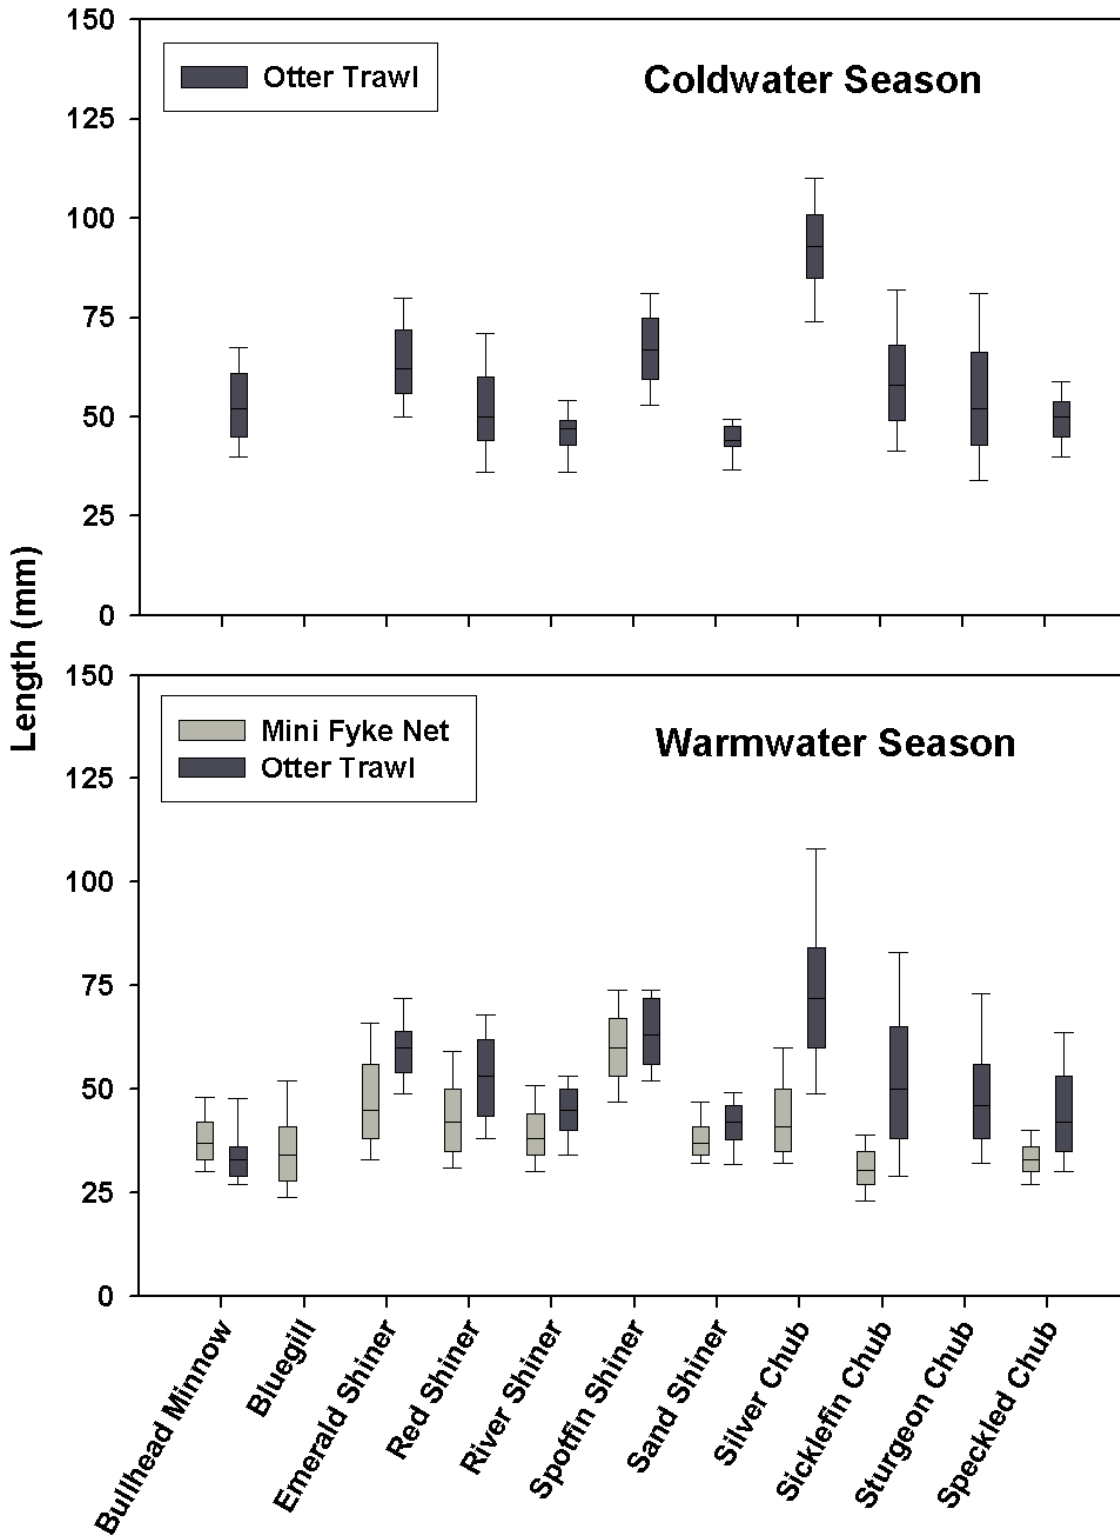 150
Otter Trawl
Coldwater Season
125
100
75
50
25
0
Length (mm)
150
Mini Fyke Net
Otter Trawl
Warmwater Season
125
100
75
50
25
0
Bullhead Minnow
Bluegill
Emerald Shiner
Red Shiner
River Shiner
Spotfin Shiner
Sand Shiner
Silver Chub
Sicklefin Chub
Sturgeon Chub
Speckled Chub